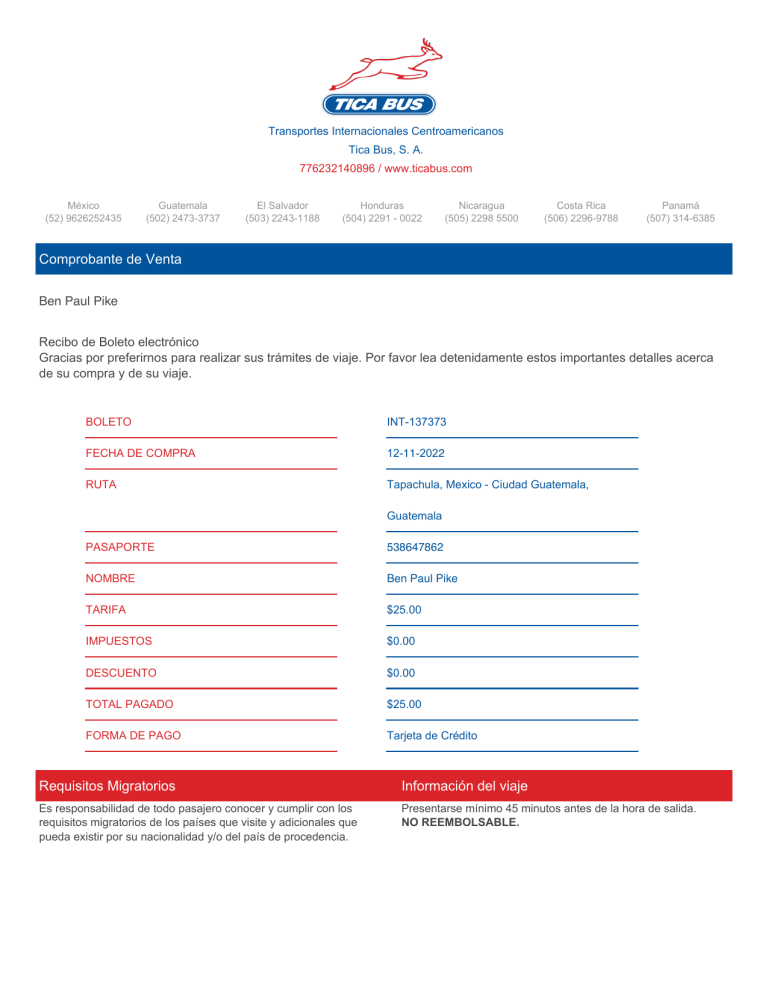 TICA BUS
Transportes Internacionales Centroamericanos
Tica Bus, S. A.
776232140896 / www.ticabus.com
México Guatemala El Salvador Honduras Nicaragua Costa Rica Panamá
(52) 9626252435 (502) 2473-3737 (503) 2243-1188 (504) 2291 - 0022 (505) 2298 5500 (506) 2296-9788 (507) 314-6385
Comprobante de Venta
Ben Paul Pike
Recibo de Boleto electrónico
Gracias por preferirnos para realizar sus trámites de viaje. Por favor lea detenidamente estos importantes detalles acerca
de su compra y de su viaje.
BOLETO INT-137373
FECHA DE COMPRA 12-11-2022
RUTA Tapachula, Mexico - Ciudad Guatemala,
Guatemala
PASAPORTE 538647862
NOMBRE Ben Paul Pike
TARIFA $25.00
IMPUESTOS $0.00
DESCUENTO $0.00
TOTAL PAGADO $25.00
FORMA DE PAGO Tarjeta de Crédito
Requisitos Migratorios
Es responsabilidad de todo pasajero conocer y cumplir con los
requisitos migratorios de los países que visite y adicionales que
pueda existir por su nacionalidad y/o del país de procedencia.
Información del viaje
Presentarse mínimo 45 minutos antes de la hora de salida.
NO REEMBOLSABLE.